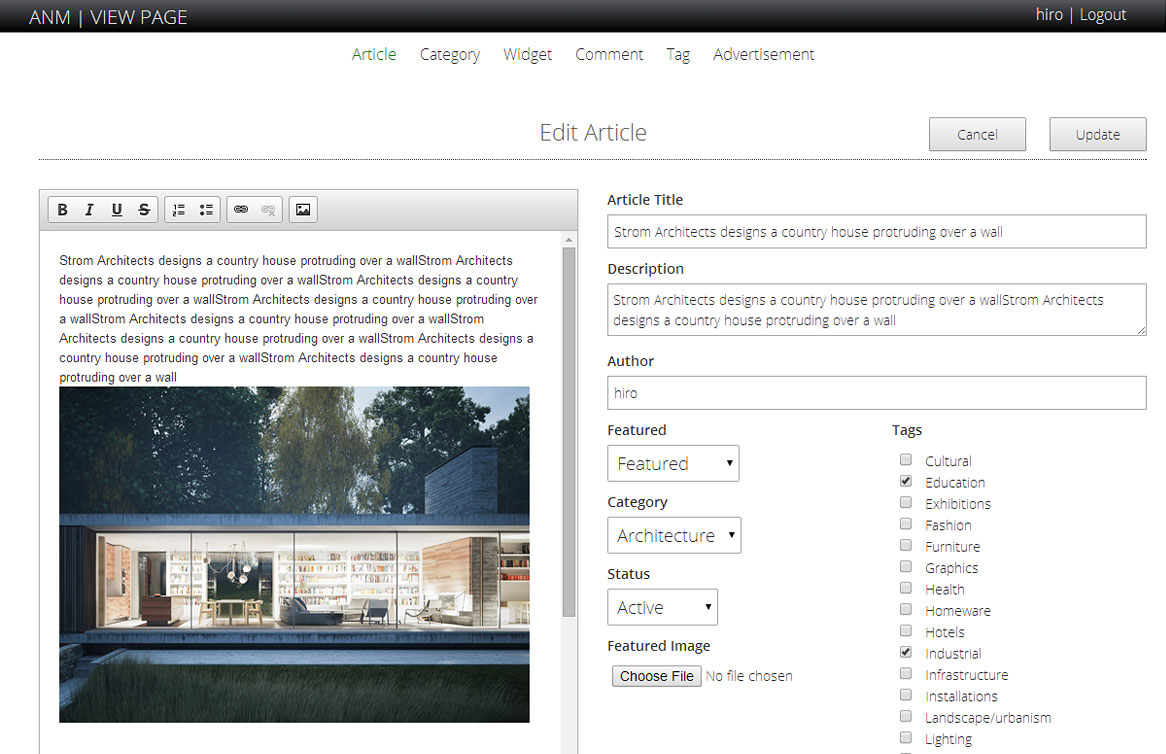 ANM | VIEW PAGE
hiro | Logout
Article Category Widget Comment Tag Advertisement
Edit Article
Cancel
Update
B I U S
Strom Architects designs a country house protruding over a wallStrom Architects
designs a country house protruding over a wallStrom Architects designs a country
house protruding over a wallStrom Architects designs a country house protruding over
a wallStrom Architects designs a country house protruding over a wallStrom
Architects designs a country house protruding over a wallStrom Architects designs a
country house protruding over a wallStrom Architects designs a country house
protruding over a wall
Article Title
Strom Architects designs a country house protruding over a wall
Description
Strom Architects designs a country house protruding over a wallStrom Architects
designs a country house protruding over a wall
Author
hiro
Featured
Featured
Category
Architecture
Status
Active
Featured Image
Choose File No file chosen
Tags
Cultural
Education
Exhibitions
Fashion
Furniture
Graphics
Health
Homeware
Hotels
Industrial
Infrastructure
Installations
Landscape/urbanism
Lighting